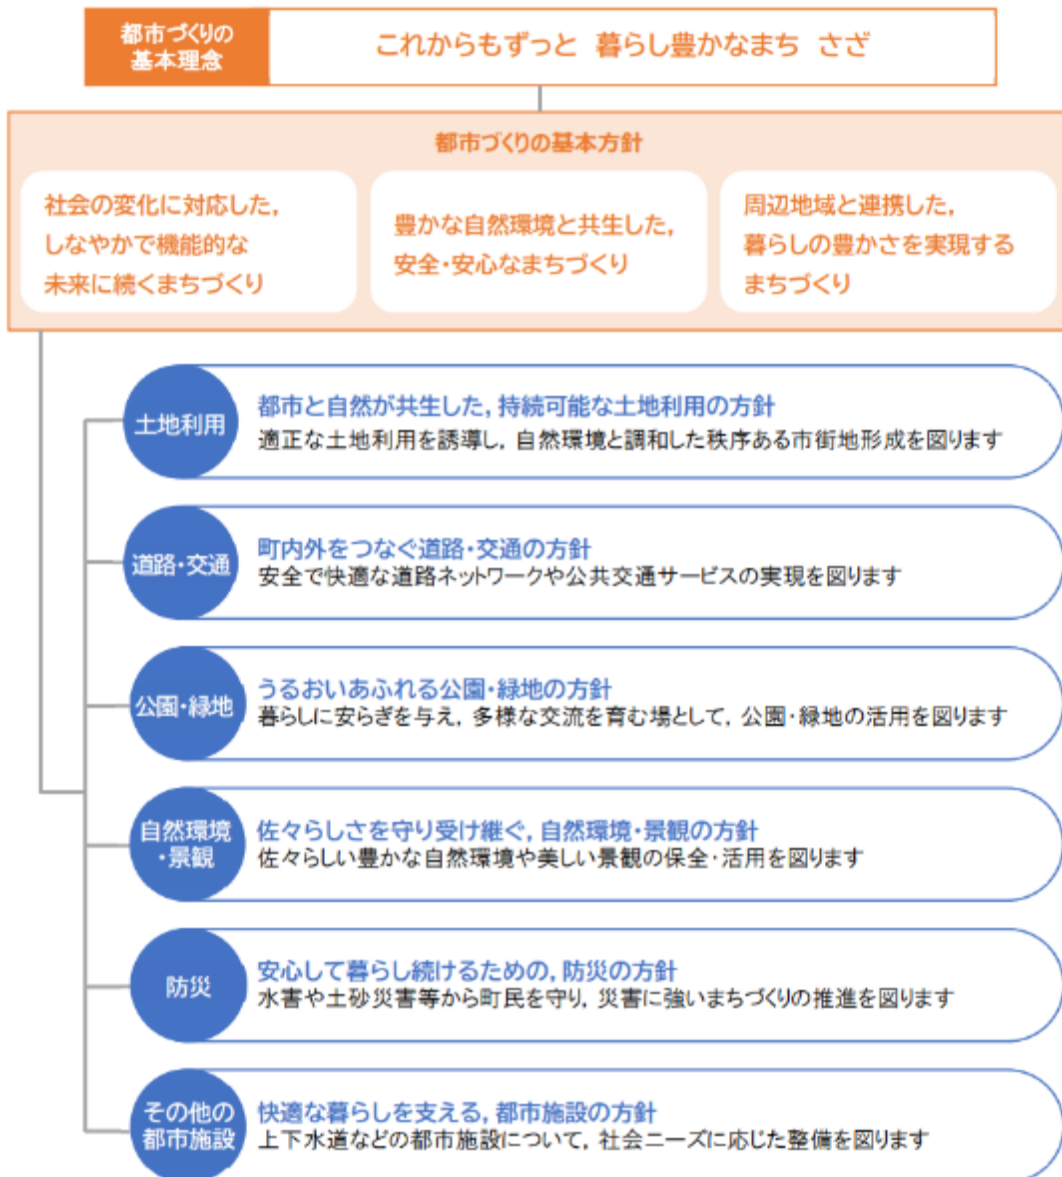 都市づくりの
基本理念
これからもずっと 暮らし豊かなまち さざ
都市づくりの基本方針
社会の変化に対応した,
しなやかで機能的な
未来に続くまちづくり
豊かな自然環境と共生した,
安全・安心なまちづくり
周辺地域と連携した,
暮らしの豊かさを実現する
まちづくり
土地利用
都市と自然が共生した,持続可能な土地利用の方針
適正な土地利用を誘導し,自然環境と調和した秩序ある市街地形成を図ります
道路・交通
町内外をつなぐ道路・交通の方針
安全で快適な道路ネットワークや公共交通サービスの実現を図ります
公園・緑地
うるおいあふれる公園・緑地の方針
暮らしに安らぎを与え,多様な交流を育む場として,公園・緑地の活用を図ります
自然環境
・景観
佐々らしさを守り受け継ぐ,自然環境・景観の方針
佐々らしい豊かな自然環境や美しい景観の保全・活用を図ります
防災
安心して暮らし続けるための,防災の方針
水害や土砂災害等から町民を守り,災害に強いまちづくりの推進を図ります
その他の
都市施設
快適な暮らしを支える,都市施設の方針
上下水道などの都市施設について,社会ニーズに応じた整備を図ります